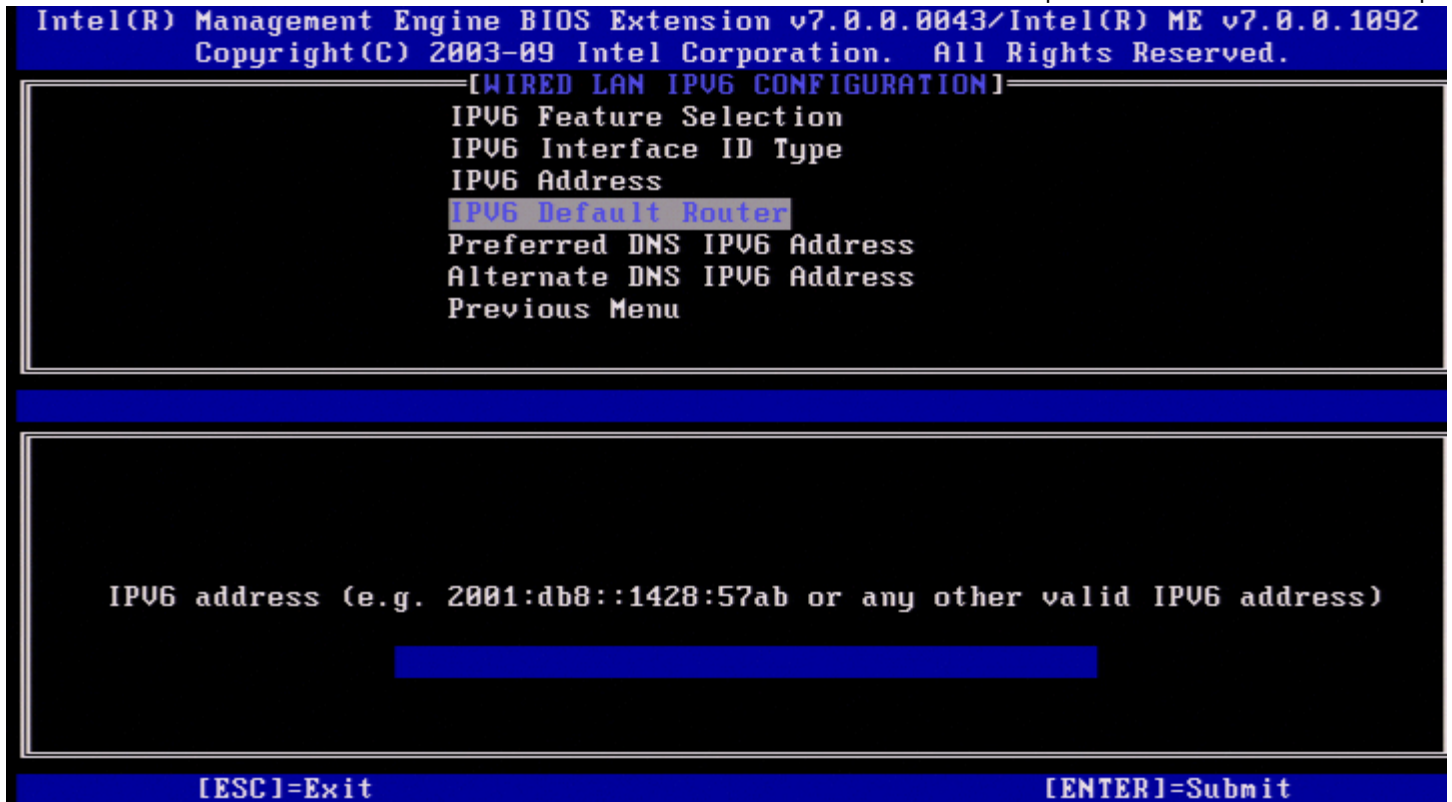 Intel(R) Management Engine BIOS Extension v7.0.0.0043/Intel(R) ME v7.0.0.1092
Copyright(C) 2003-09 Intel Corporation. All Rights Reserved.
[WIRED LAN IPV6 CONFIGURATION]
IPV6 Feature Selection
IPV6 Interface ID Type
IPV6 Address
IPV6 Default Router
Preferred DNS IPV6 Address
Alternate DNS IPV6 Address
Previous Menu
IPV6 address (e.g. 2001:db8::1428:57ab or any other valid IPV6 address)
[ESC]=Exit [ENTER]=Submit